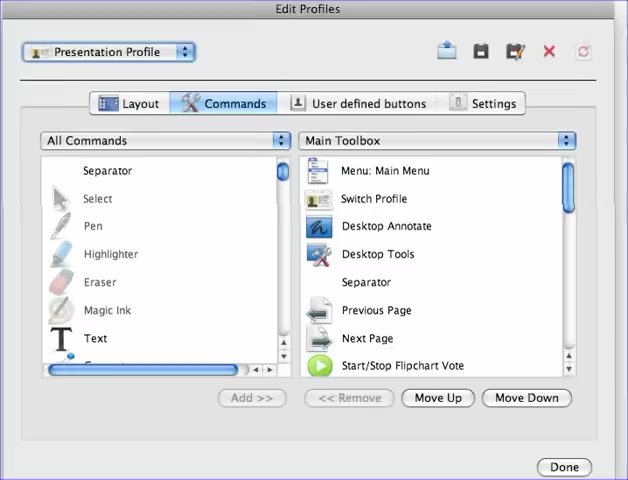 Edit Profiles
Presentation Profile
Layout
Commands
User defined buttons
Settings
All Commands
Main Toolbox
Separator
Select
Pen
Highlighter
Eraser
Magic Ink
Text
Menu: Main Menu
Switch Profile
Desktop Annotate
Desktop Tools
Separator
Previous Page
Next Page
Start/Stop Flipchart Vote
Add >>
<< Remove
Move Up
Move Down
Done